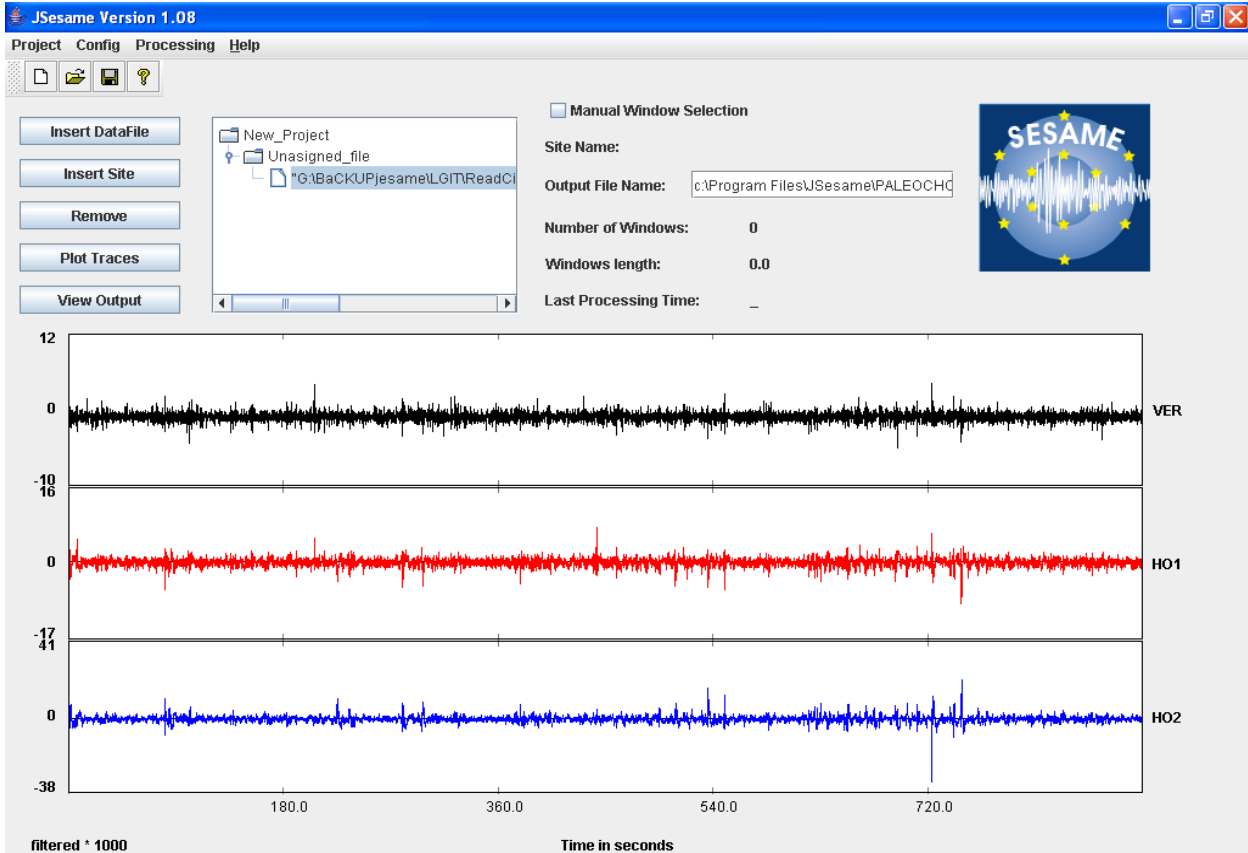 JSesame Version 1.08
Project Config Processing Help
Insert DataFile
Insert Site
Remove
Plot Traces
View Output
New_Project
Unasigned_file
"G:\BaCKUPjesame\LGIT\ReadCi
Manual Window Selection
Site Name:
Output File Name: c:\Program Files\JSesame\PALEOCHO
Number of Windows: 0
Windows length: 0.0
Last Processing Time: _
SESAME
12
0
-10
VER
16
0
-17
HO1
41
0
-38
HO2
180.0 360.0 540.0 720.0
filtered * 1000 Time in seconds